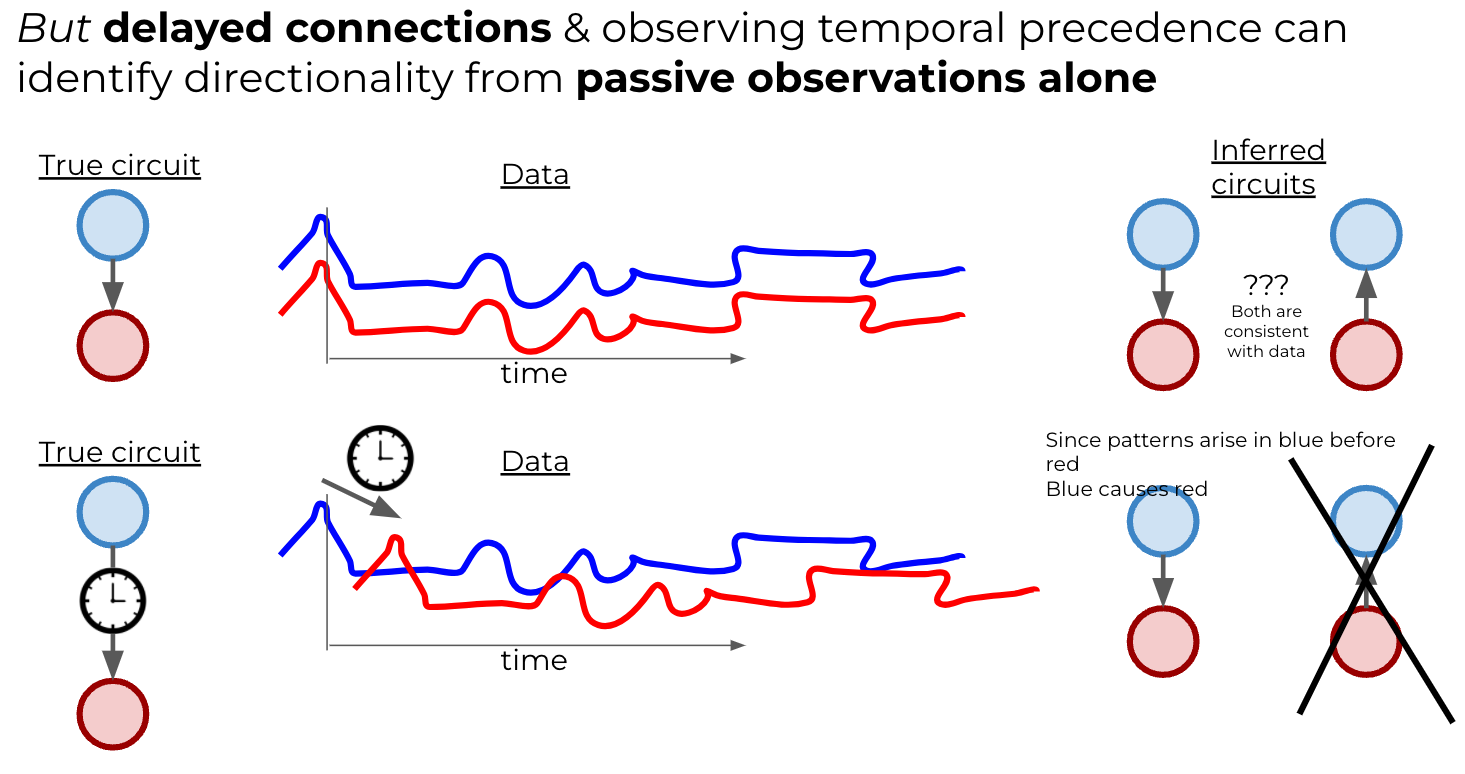 But delayed connections & observing temporal precedence can
identify directionality from passive observations alone
True circuit
Data
time
Inferred
circuits
???
Both are
consistent
with data
True circuit
Data
time
Since patterns arise in blue before
red
Blue causes red